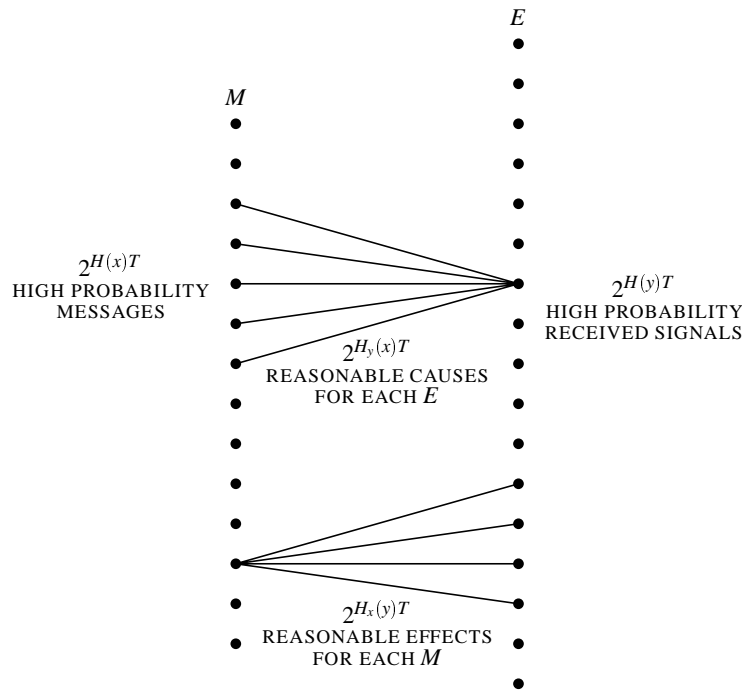 E
M
2^{H(x)T}
HIGH PROBABILITY
MESSAGES
2^{H(y)T}
HIGH PROBABILITY
RECEIVED SIGNALS
2^{H_y(x)T}
REASONABLE CAUSES
FOR EACH E
2^{H_x(y)T}
REASONABLE EFFECTS
FOR EACH M